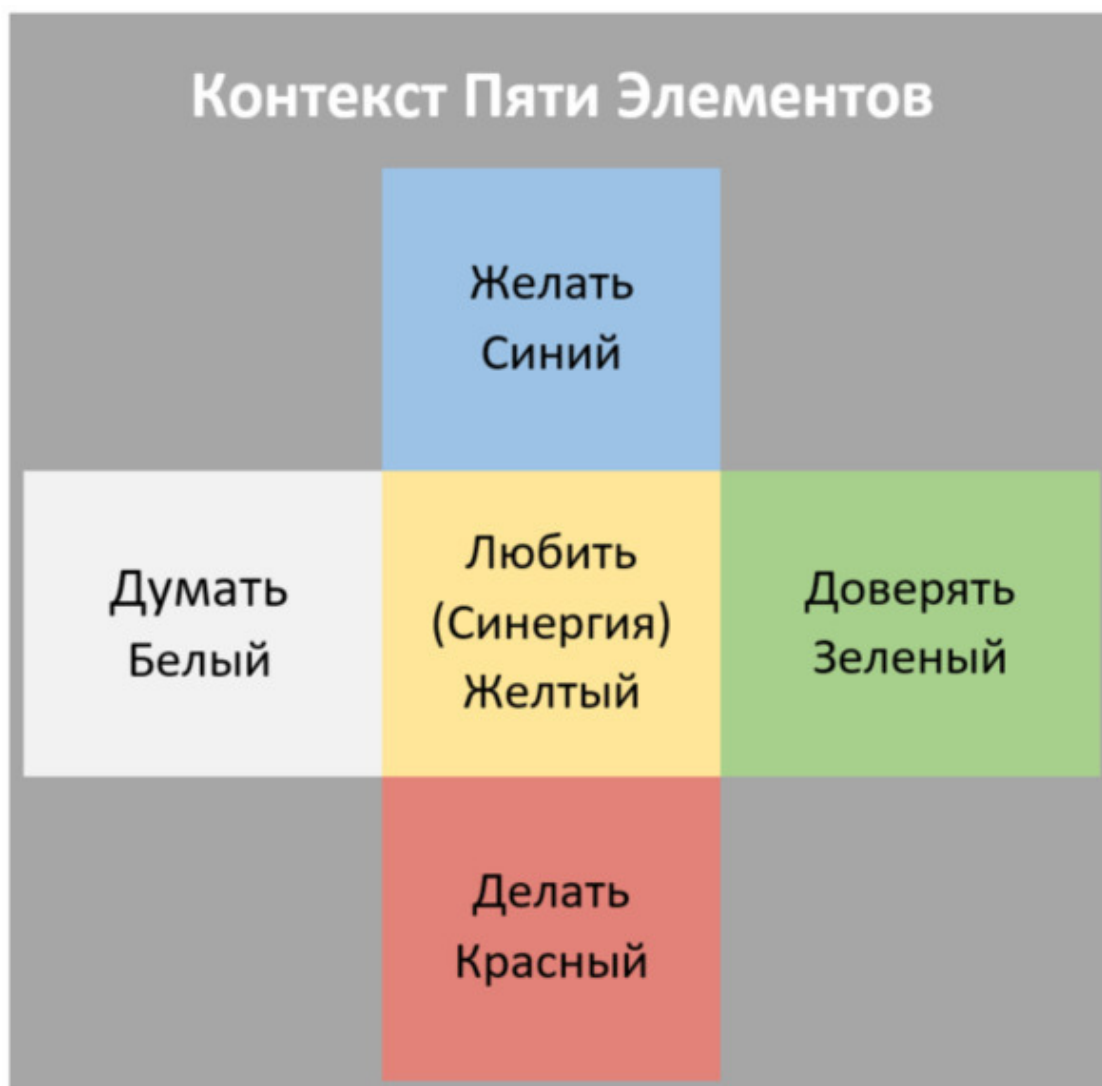 Контекст Пяти Элементов
Желать
Синий
Думать
Белый
Любить
(Синергия)
Желтый
Доверять
Зеленый
Делать
Красный